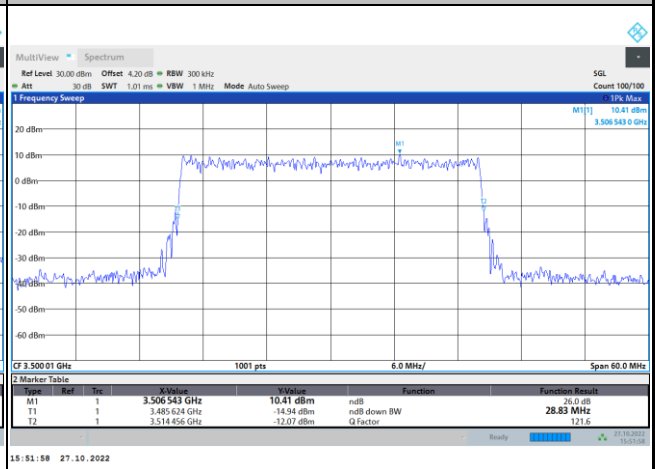 MultiView Spectrum
Ref Level 30.00 dBm Offset 4.20 dB RBW 300 kHz SGL
Att 30 dB SWT 1.01 ms VBW 1 MHz Mode Auto Sweep Count 100/100
1 Frequency Sweep 1Pk Max
M1[1] 10.41 dBm
3.506 543 0 GHz
20 dBm
M1
10 dBm
0 dBm
-10 dBm
T1 T2
-20 dBm
-30 dBm
-40 dBm
-50 dBm
-60 dBm
CF 3.500 01 GHz 1001 pts 6.0 MHz/ Span 60.0 MHz
2 Marker Table
Type Ref Trc X-Value Y-Value Function Function Result
M1 1 3.506 543 GHz 10.41 dBm ndB 26.0 dB
T1 1 3.485 624 GHz -14.94 dBm ndB down BW 28.83 MHz
T2 1 3.514 456 GHz -12.07 dBm Q Factor 121.6
Ready 27.10.2022
15:51:58
15:51:58 27.10.2022